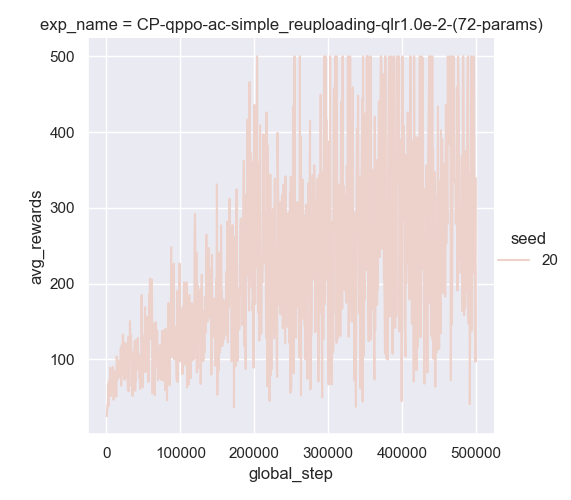 exp_name = CP-qppo-ac-simple_reuploading-qlr1.0e-2-(72-params)
500
400
300
200
100
avg_rewards
0 100000 200000 300000 400000 500000
global_step
seed
20